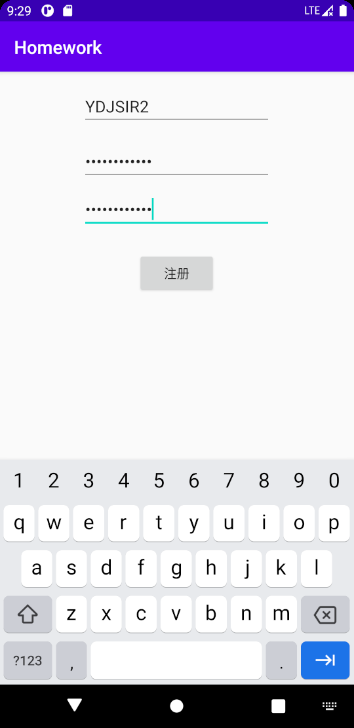 9:29 LTE
Homework
YDJSIR2
••••••••••••
••••••••••••
注册
1 2 3 4 5 6 7 8 9 0
q w e r t y u i o p
a s d f g h j k l
z x c v b n m
?123 , .